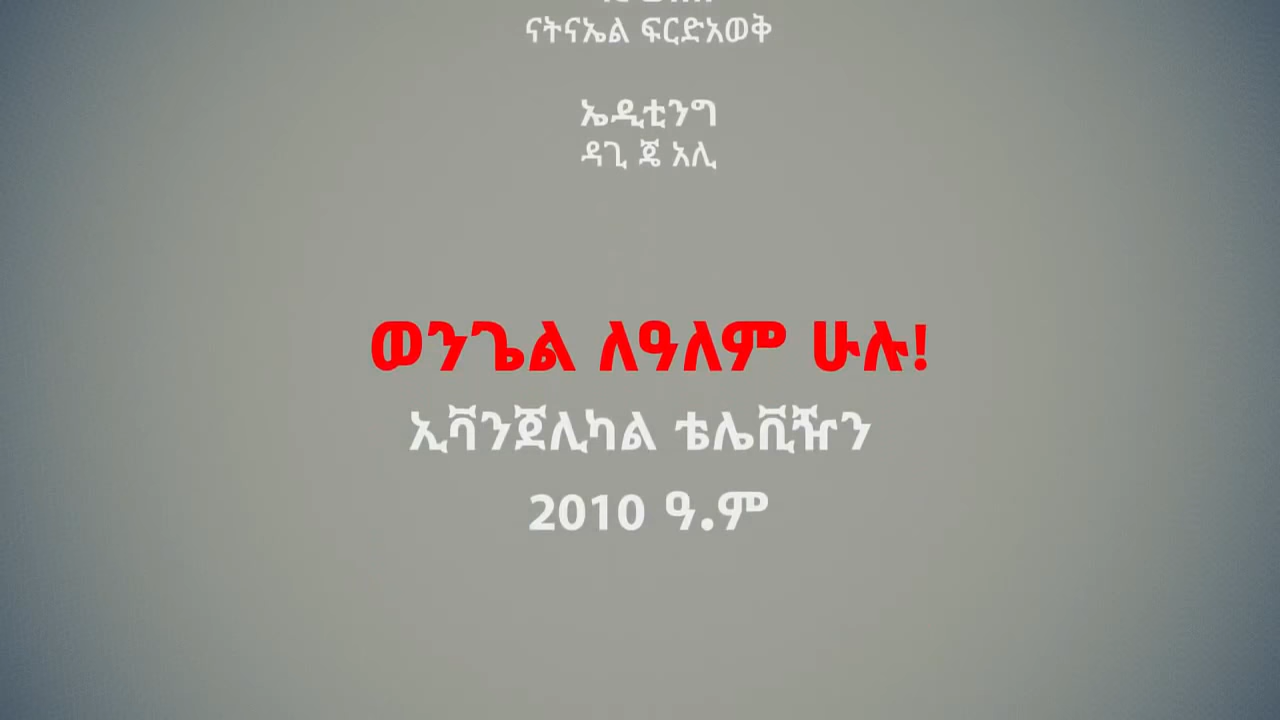 ናትናኤል ፍርድአወቅ
ኤዲቲንግ
ዳጊ ጄ አሊ
ወንጌል ለዓለም ሁሉ!
ኢቫንጀሊካል ቴሌቪዥን
2010 ዓ.ም